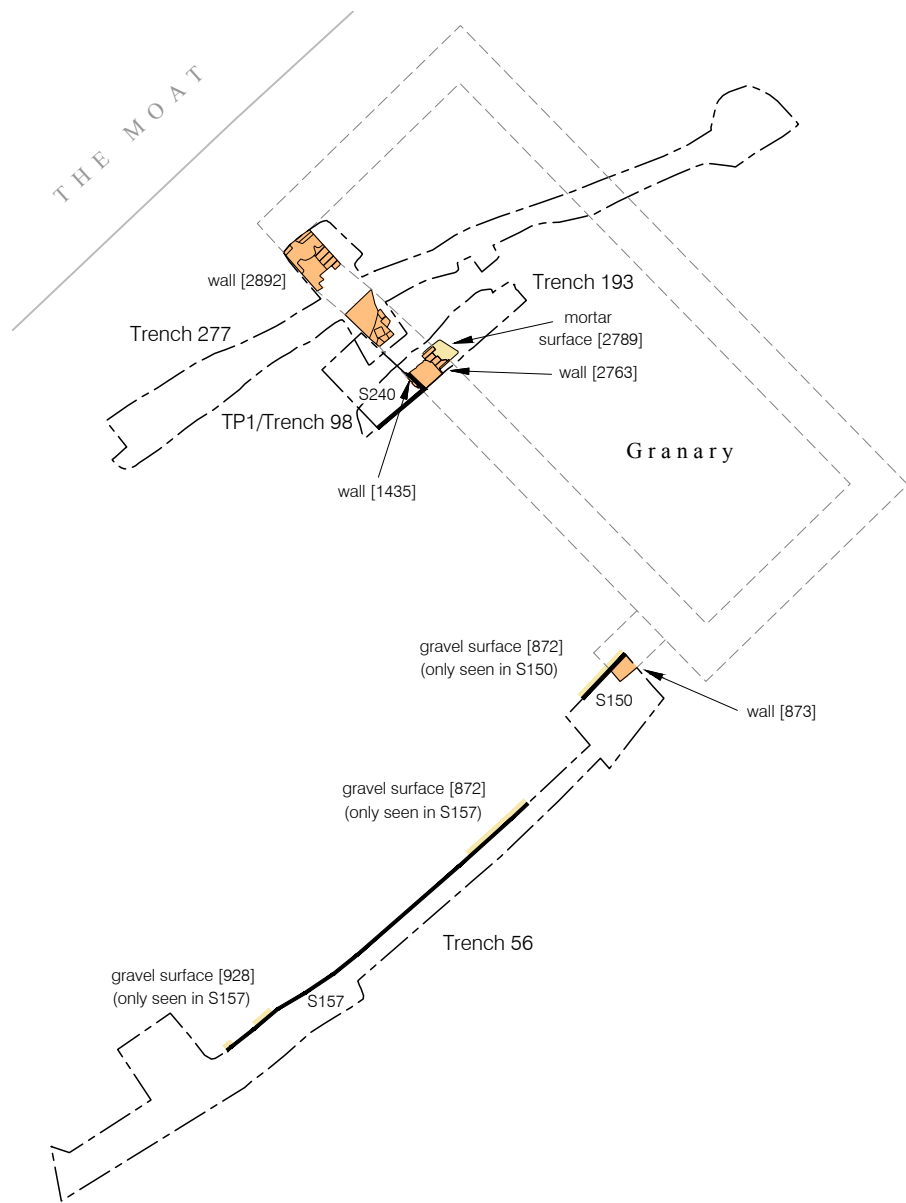 THE MOAT
wall [2892]
Trench 277
Trench 193
mortar
surface [2789]
wall [2763]
S240
TP1/Trench 98
Granary
wall [1435]
gravel surface [872]
(only seen in S150)
S150
wall [873]
gravel surface [872]
(only seen in S157)
Trench 56
gravel surface [928]
(only seen in S157)
S157